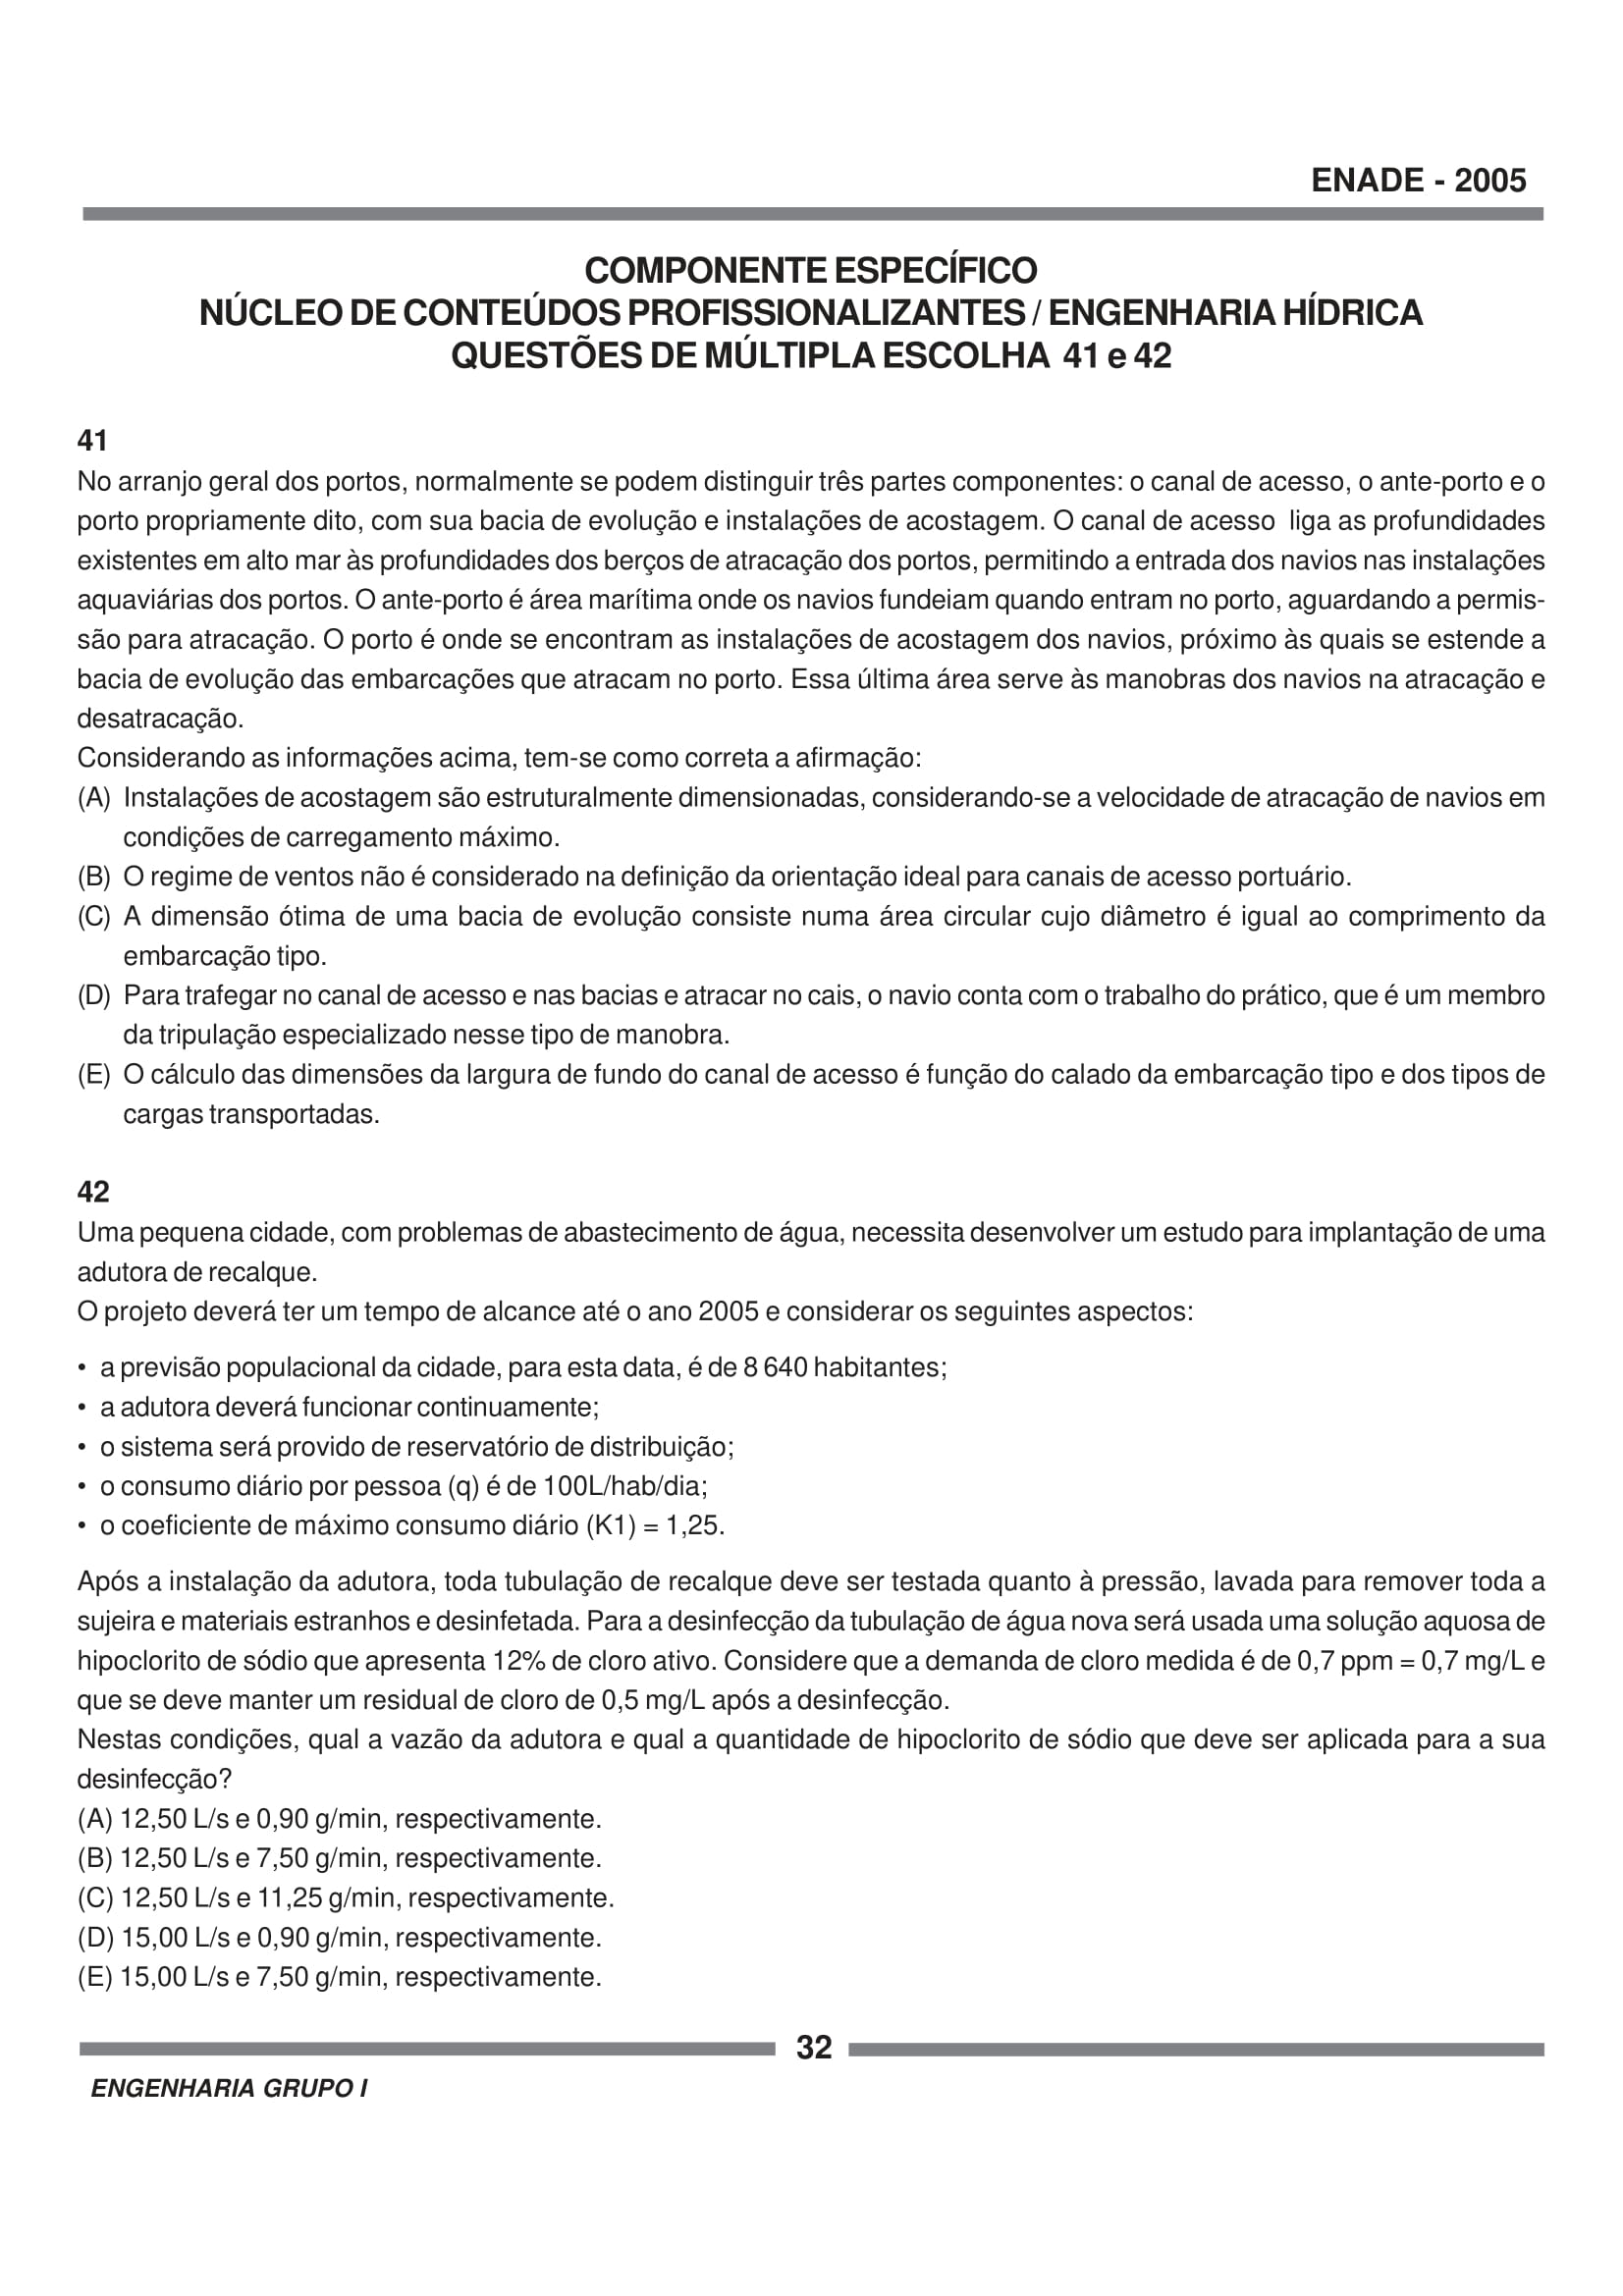 ENADE - 2005
COMPONENTE ESPECÍFICO
NÚCLEO DE CONTEÚDOS PROFISSIONALIZANTES / ENGENHARIA HÍDRICA
QUESTÕES DE MÚLTIPLA ESCOLHA 41 e 42
41
No arranjo geral dos portos, normalmente se podem distinguir três partes componentes: o canal de acesso, o ante-porto e o
porto propriamente dito, com sua bacia de evolução e instalações de acostagem. O canal de acesso liga as profundidades
existentes em alto mar às profundidades dos berços de atracação dos portos, permitindo a entrada dos navios nas instalações
aquaviárias dos portos. O ante-porto é área marítima onde os navios fundeiam quando entram no porto, aguardando a permis-
são para atracação. O porto é onde se encontram as instalações de acostagem dos navios, próximo às quais se estende a
bacia de evolução das embarcações que atracam no porto. Essa última área serve às manobras dos navios na atracação e
desatracação.
Considerando as informações acima, tem-se como correta a afirmação:
(A) Instalações de acostagem são estruturalmente dimensionadas, considerando-se a velocidade de atracação de navios em
condições de carregamento máximo.
(B) O regime de ventos não é considerado na definição da orientação ideal para canais de acesso portuário.
(C) A dimensão ótima de uma bacia de evolução consiste numa área circular cujo diâmetro é igual ao comprimento da
embarcação tipo.
(D) Para trafegar no canal de acesso e nas bacias e atracar no cais, o navio conta com o trabalho do prático, que é um membro
da tripulação especializado nesse tipo de manobra.
(E) O cálculo das dimensões da largura de fundo do canal de acesso é função do calado da embarcação tipo e dos tipos de
cargas transportadas.
42
Uma pequena cidade, com problemas de abastecimento de água, necessita desenvolver um estudo para implantação de uma
adutora de recalque.
O projeto deverá ter um tempo de alcance até o ano 2005 e considerar os seguintes aspectos:
• a previsão populacional da cidade, para esta data, é de 8 640 habitantes;
• a adutora deverá funcionar continuamente;
• o sistema será provido de reservatório de distribuição;
• o consumo diário por pessoa (q) é de 100L/hab/dia;
• o coeficiente de máximo consumo diário (K1) = 1,25.
Após a instalação da adutora, toda tubulação de recalque deve ser testada quanto à pressão, lavada para remover toda a
sujeira e materiais estranhos e desinfetada. Para a desinfecção da tubulação de água nova será usada uma solução aquosa de
hipoclorito de sódio que apresenta 12% de cloro ativo. Considere que a demanda de cloro medida é de 0,7 ppm = 0,7 mg/L e
que se deve manter um residual de cloro de 0,5 mg/L após a desinfecção.
Nestas condições, qual a vazão da adutora e qual a quantidade de hipoclorito de sódio que deve ser aplicada para a sua
desinfecção?
(A) 12,50 L/s e 0,90 g/min, respectivamente.
(B) 12,50 L/s e 7,50 g/min, respectivamente.
(C) 12,50 L/s e 11,25 g/min, respectivamente.
(D) 15,00 L/s e 0,90 g/min, respectivamente.
(E) 15,00 L/s e 7,50 g/min, respectivamente.
32
ENGENHARIA GRUPO I